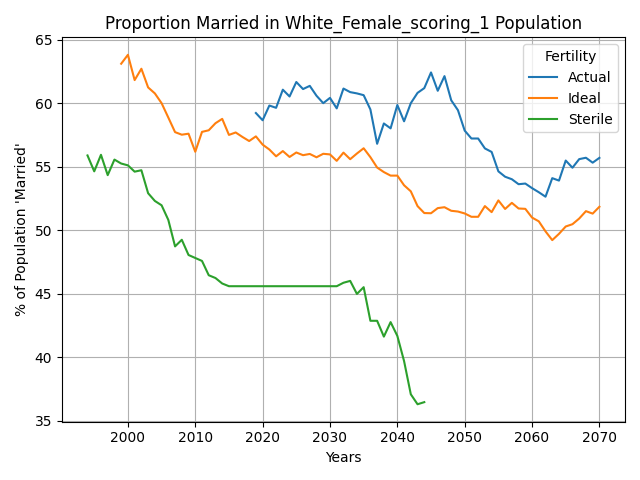 Proportion Married in White_Female_scoring_1 Population
65
60
55
50
45
40
35
% of Population 'Married'
Fertility
Actual
Ideal
Sterile
2000 2010 2020 2030 2040 2050 2060 2070
Years